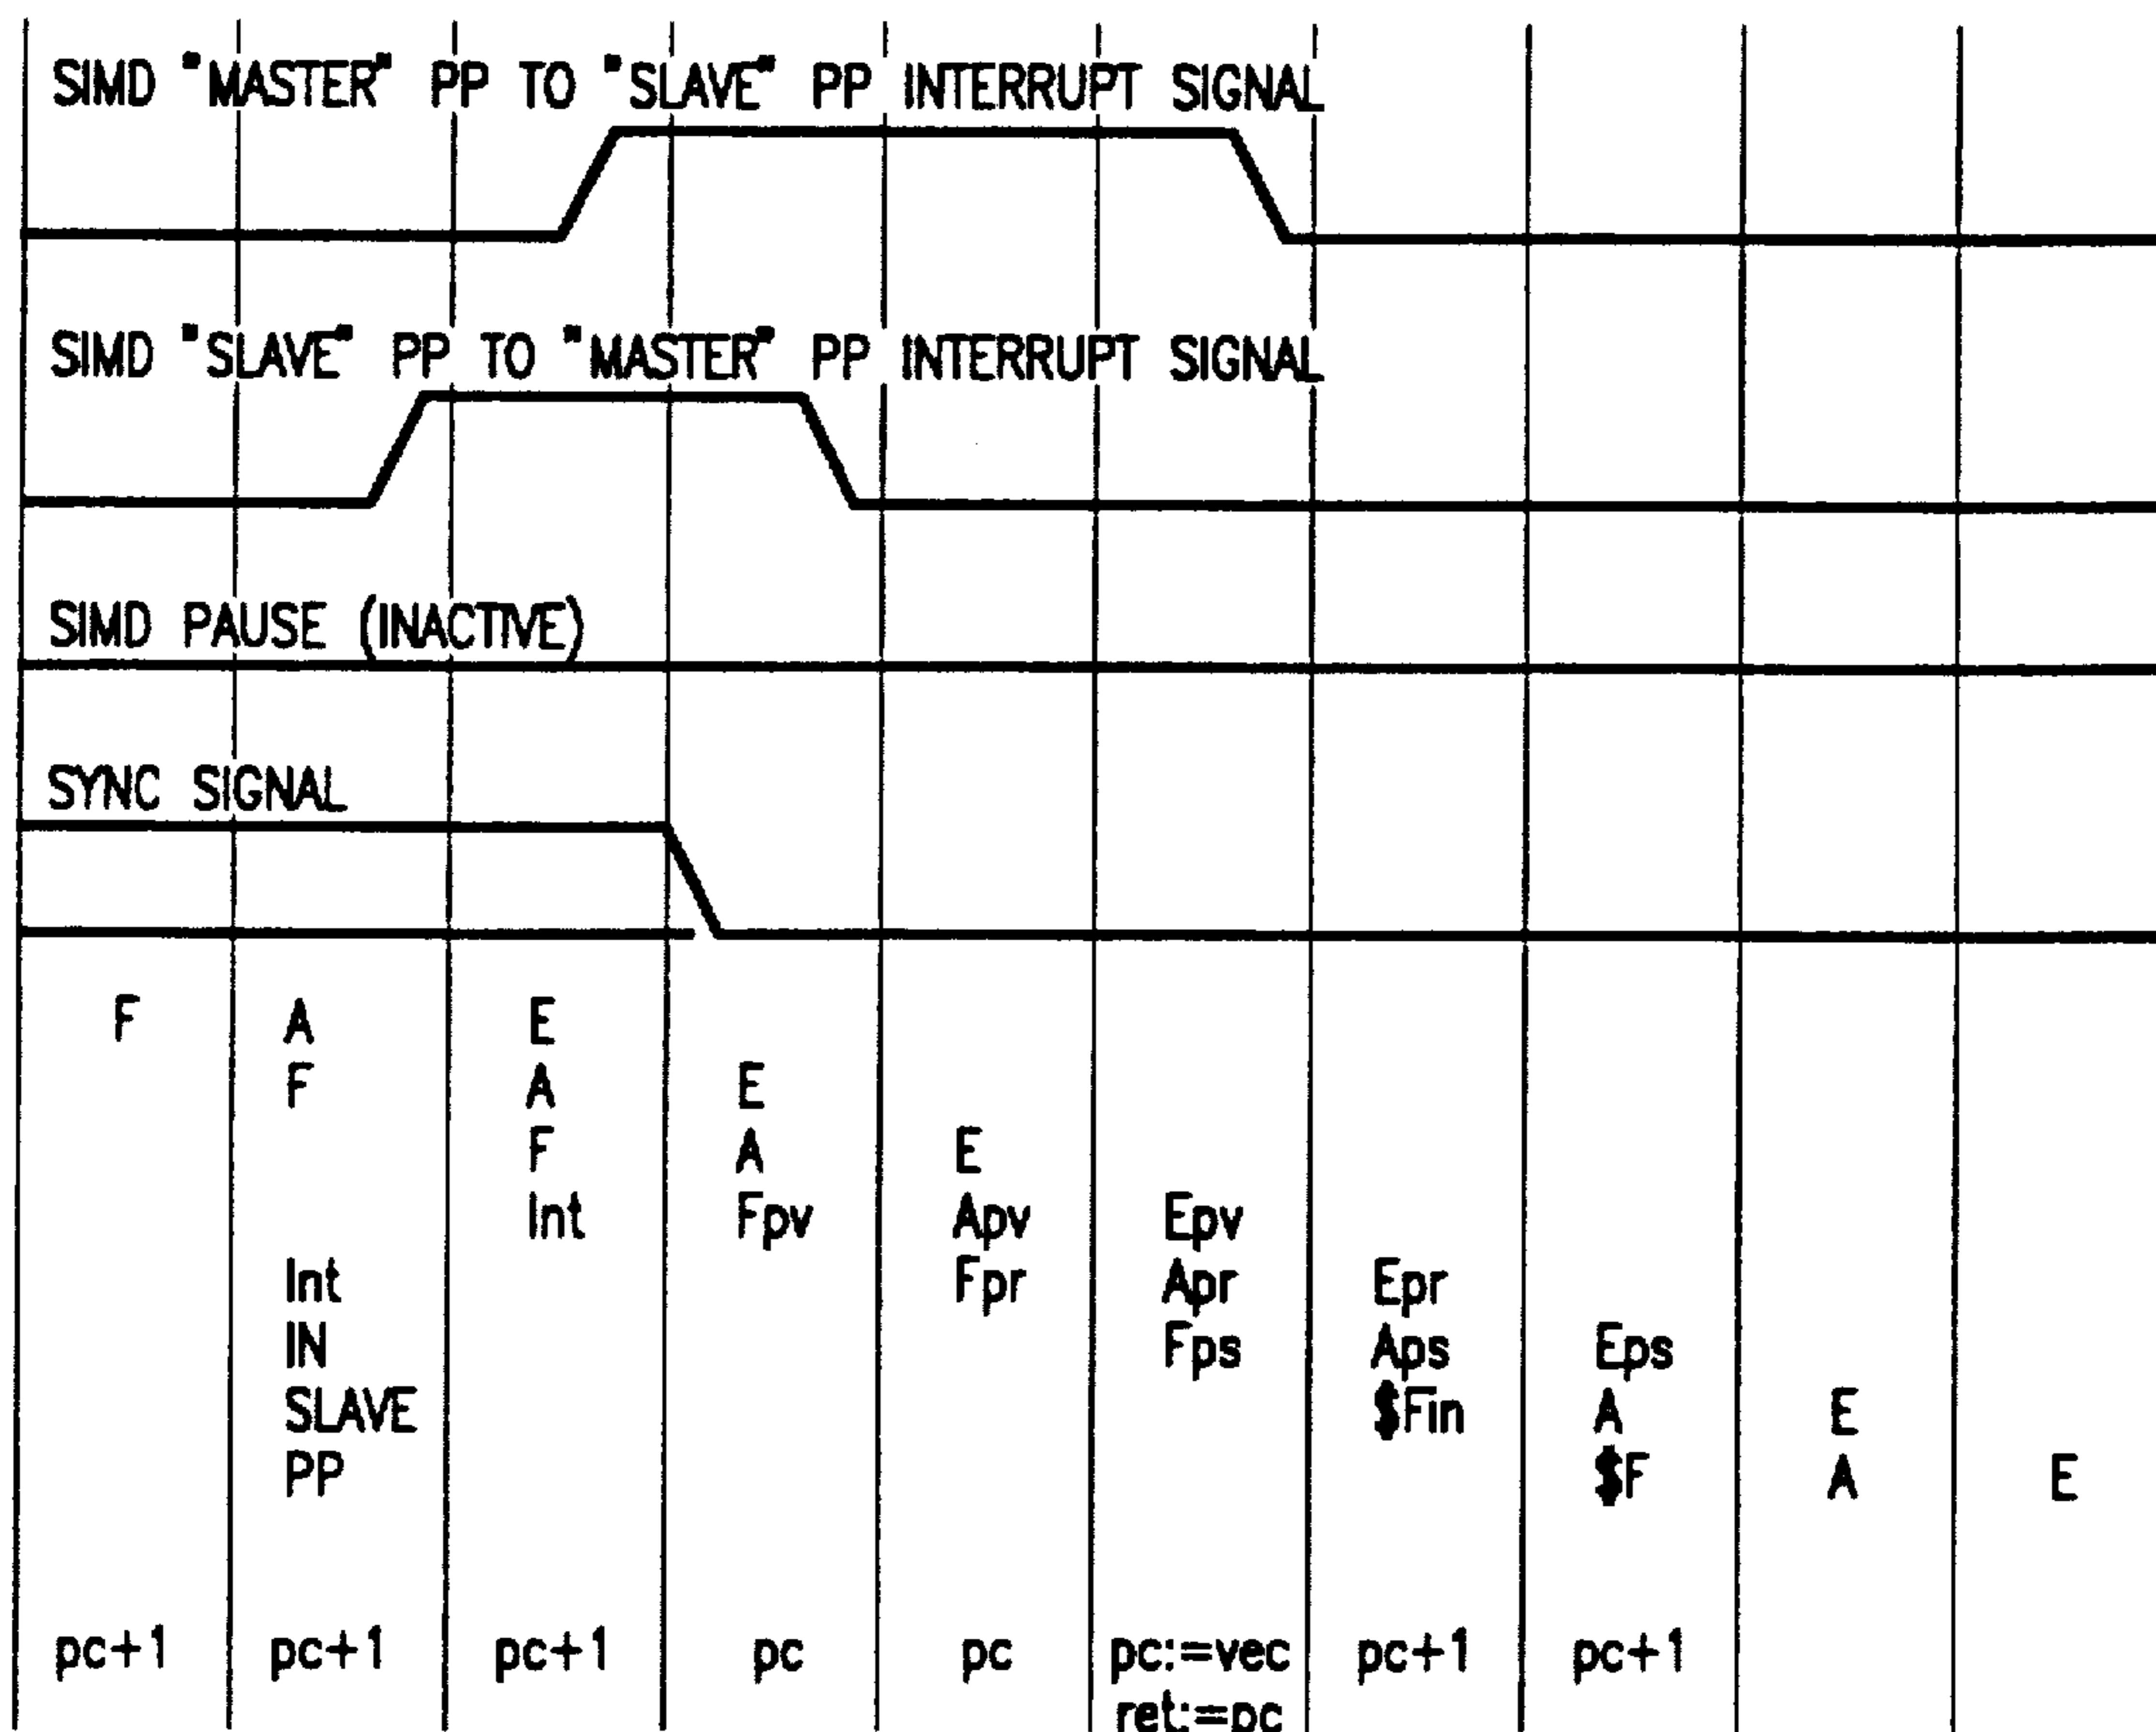 SIMD "MASTER" PP TO "SLAVE" PP INTERRUPT SIGNAL
SIMD "SLAVE" PP TO "MASTER" PP INTERRUPT SIGNAL
SIMD PAUSE (INACTIVE)
SYNC SIGNAL
F A E
F A E
F A E
Int Fpv Apv Epv
Int Fpr Apr Epr
IN Fps Aps Eps
SLAVE $Fin A E
PP $F A E
pc+1 pc+1 pc+1 pc pc pc:=vec pc+1 pc+1
ret:=pc